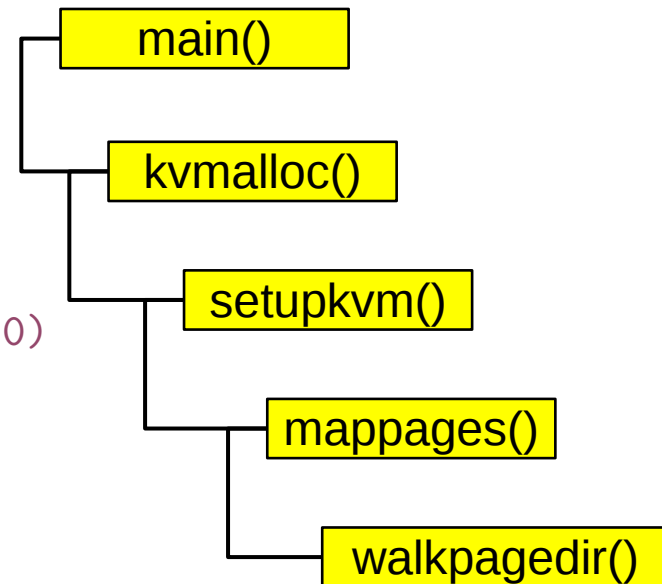 main()
kvmalloc()
setupkvm()
0)
mappages()
walkpagedir()